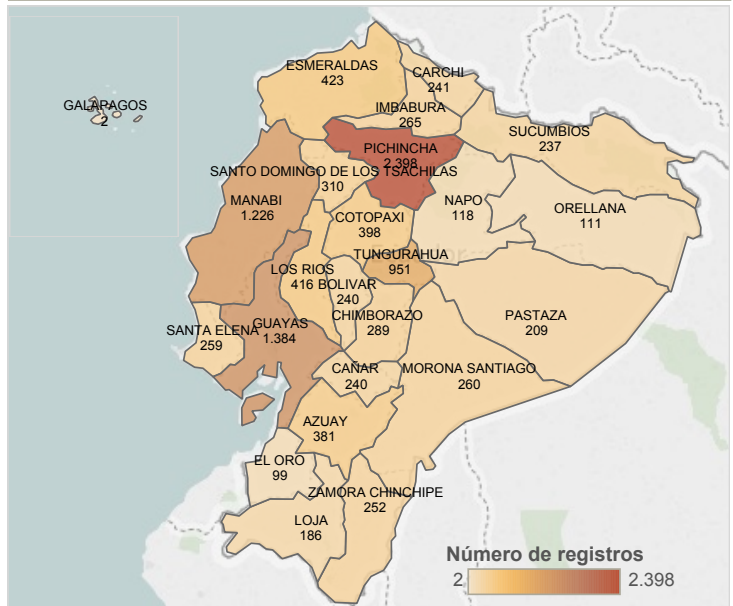 ESMERALDAS
423
CARCHI
241
GALAPAGOS
2
IMBABURA
265
SUCUMBIOS
237
PICHINCHA
2.398
SANTO DOMINGO DE LOS TSACHILAS
310
MANABI
1.226
NAPO
118
ORELLANA
111
COTOPAXI
398
TUNGURAHUA
951
LOS RIOS
416
BOLIVAR
240
CHIMBORAZO
289
PASTAZA
209
SANTA ELENA
259
GUAYAS
1.384
CAÑAR
240
MORONA SANTIAGO
260
AZUAY
381
EL ORO
99
ZAMORA CHINCHIPE
252
LOJA
186
Número de registros
2
2.398